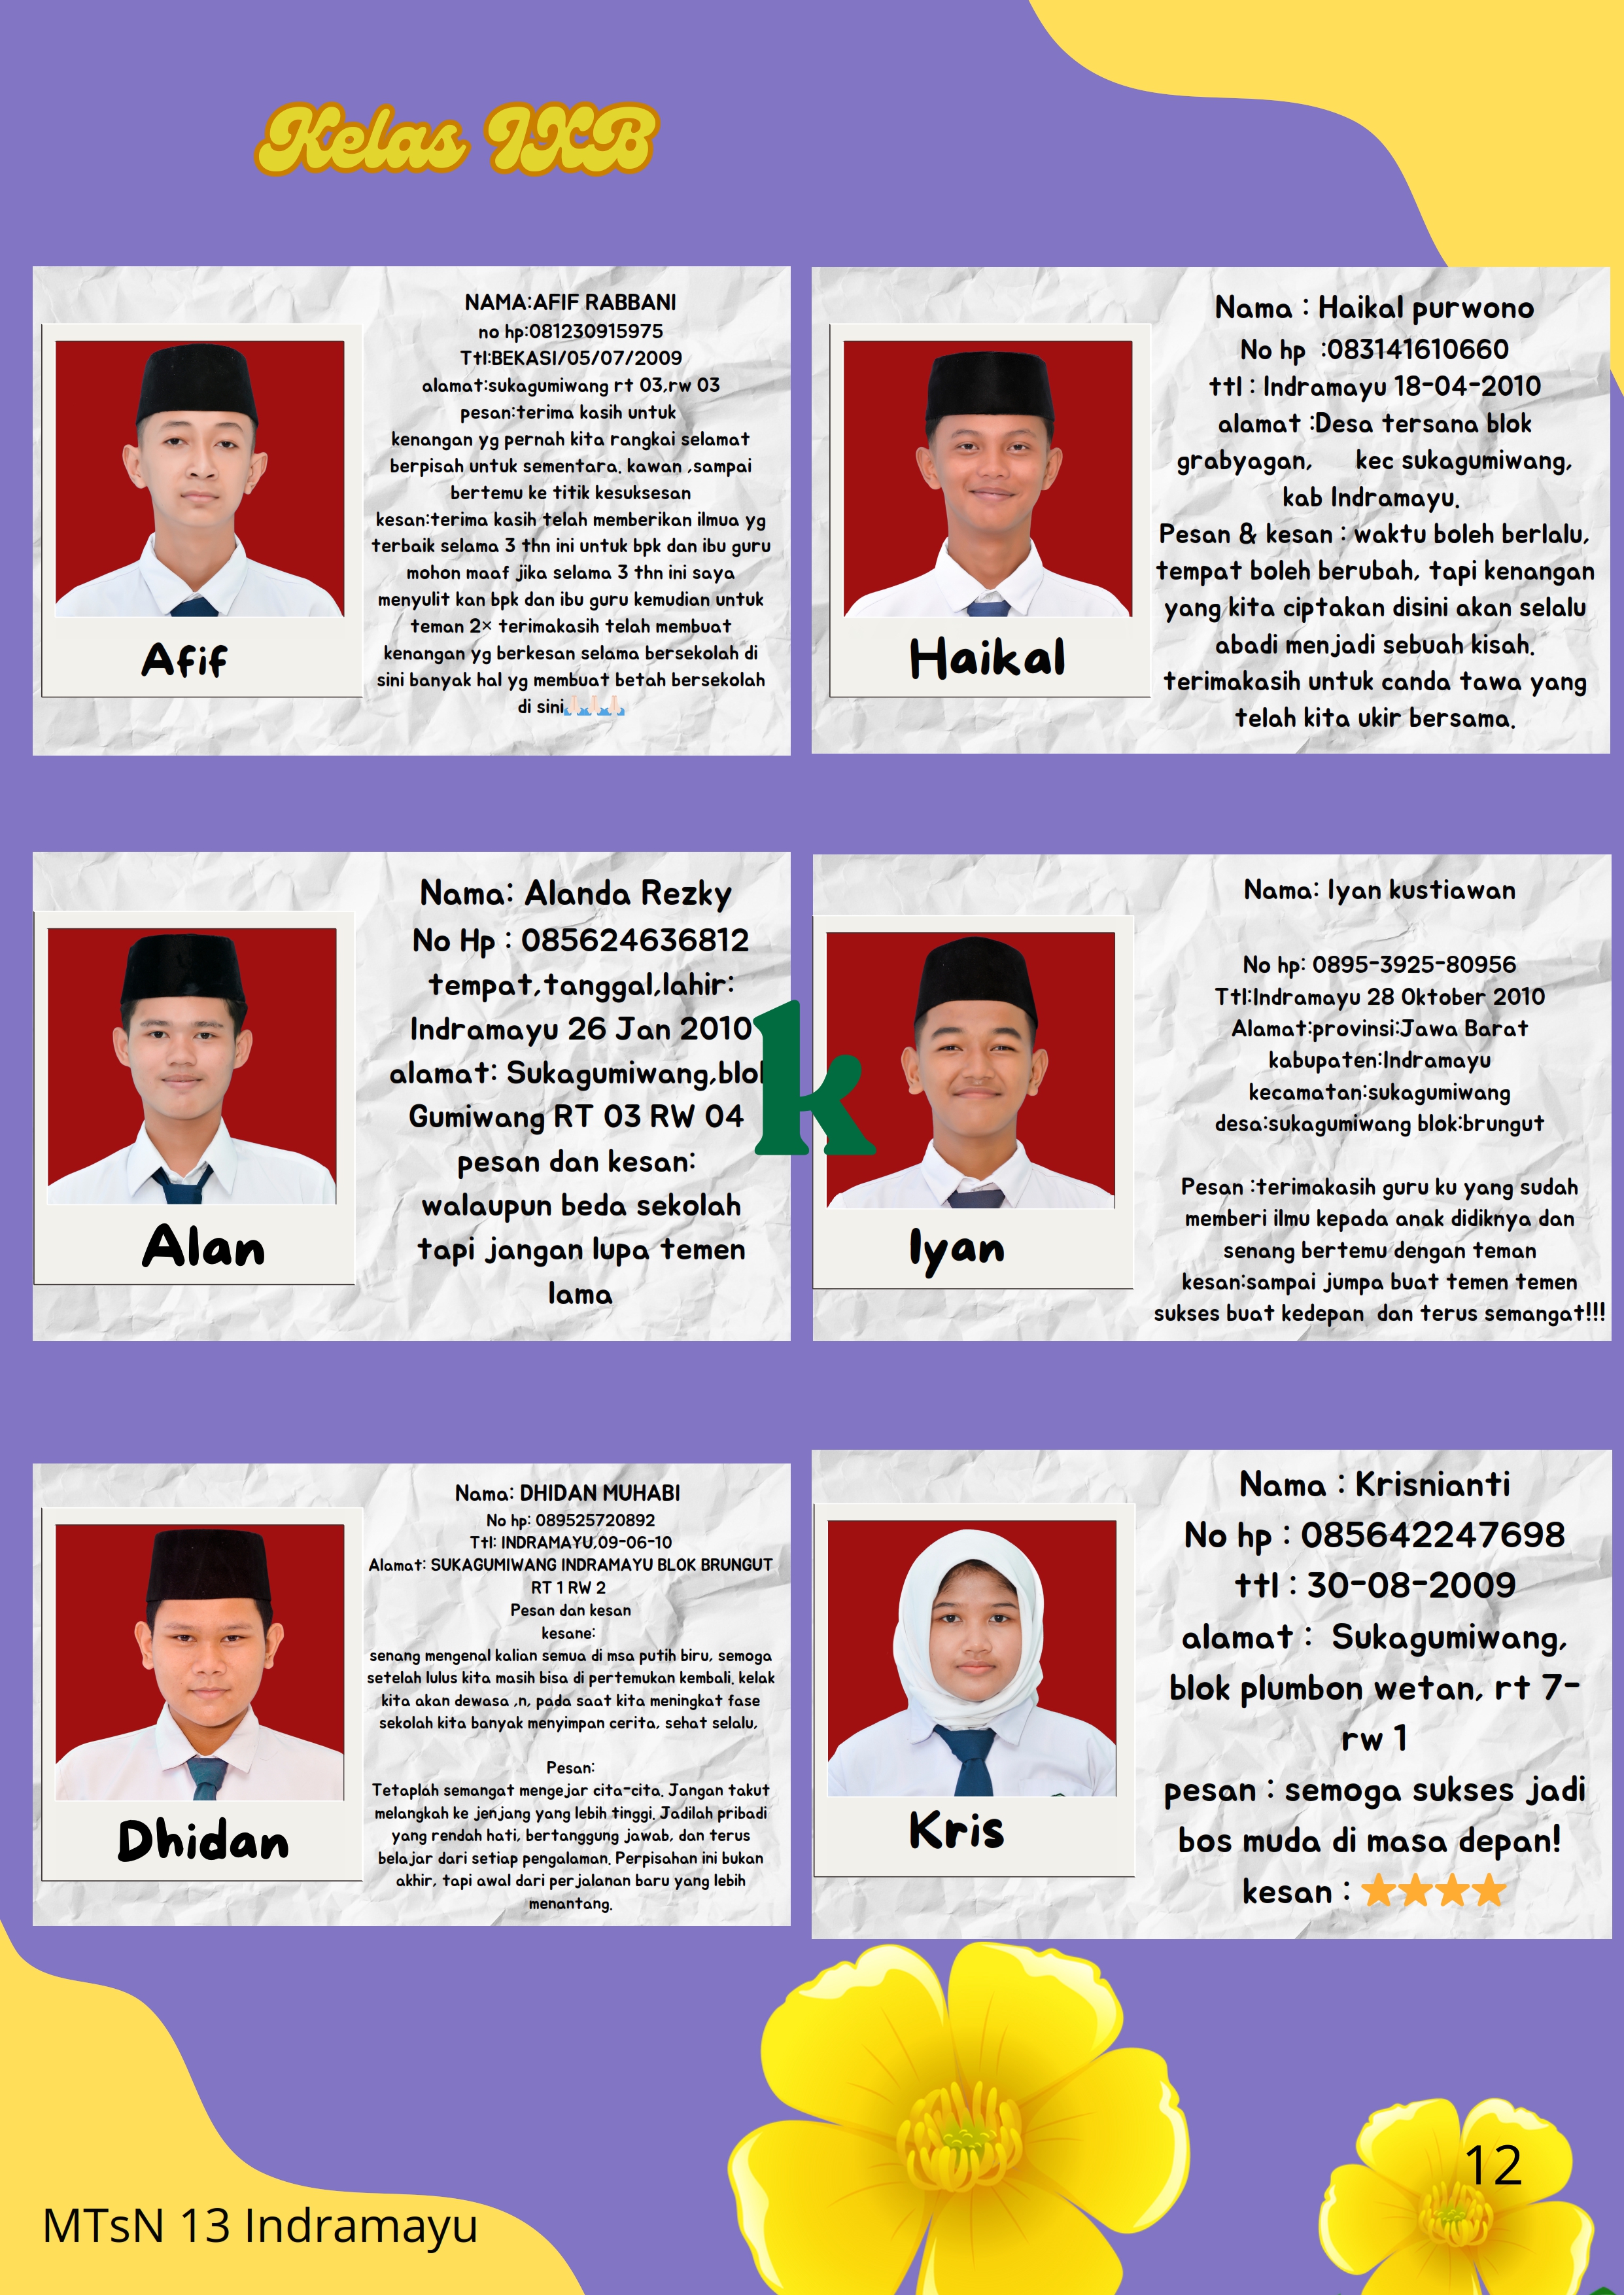 Kelas IXB
NAMA:AFIF RABBANI
no hp:081230915975
Ttl:BEKASI/05/07/2009
alamat:sukagumiwang rt 03,rw 03
pesan:terima kasih untuk
kenangan yg pernah kita rangkai selamat
berpisah untuk sementara. kawan ,sampai
bertemu ke titik kesuksesan
kesan:terima kasih telah memberikan ilmua yg
terbaik selama 3 thn ini untuk bpk dan ibu guru
mohon maaf jika selama 3 thn ini saya
menyulit kan bpk dan ibu guru kemudian untuk
teman 2× terimakasih telah membuat
kenangan yg berkesan selama bersekolah di
sini banyak hal yg membuat betah bersekolah
di sini
Afif
Nama : Haikal purwono
No hp :083141610660
ttl : Indramayu 18-04-2010
alamat :Desa tersana blok
grabyagan, kec sukagumiwang,
kab Indramayu.
Pesan & kesan : waktu boleh berlalu,
tempat boleh berubah, tapi kenangan
yang kita ciptakan disini akan selalu
abadi menjadi sebuah kisah.
terimakasih untuk canda tawa yang
telah kita ukir bersama.
Haikal
Nama: Alanda Rezky
No Hp : 085624636812
tempat,tanggal,lahir:
Indramayu 26 Jan 2010
alamat: Sukagumiwang,blok
Gumiwang RT 03 RW 04
pesan dan kesan:
walaupun beda sekolah
tapi jangan lupa temen
lama
Alan
k
Nama: Iyan kustiawan
No hp: 0895-3925-80956
Ttl:Indramayu 28 Oktober 2010
Alamat:provinsi:Jawa Barat
kabupaten:Indramayu
kecamatan:sukagumiwang
desa:sukagumiwang blok:brungut
Pesan :terimakasih guru ku yang sudah
memberi ilmu kepada anak didiknya dan
senang bertemu dengan teman
kesan:sampai jumpa buat temen temen
sukses buat kedepan dan terus semangat!!!
Iyan
Nama: DHIDAN MUHABI
No hp: 089525720892
Ttl: INDRAMAYU,09-06-10
Alamat: SUKAGUMIWANG INDRAMAYU BLOK BRUNGUT
RT 1 RW 2
Pesan dan kesan
kesane:
senang mengenal kalian semua di msa putih biru, semoga
setelah lulus kita masih bisa di pertemukan kembali. kelak
kita akan dewasa ,n, pada saat kita meningkat fase
sekolah kita banyak menyimpan cerita, sehat selalu,
Pesan:
Tetaplah semangat mengejar cita-cita. Jangan takut
melangkah ke jenjang yang lebih tinggi. Jadilah pribadi
yang rendah hati, bertanggung jawab, dan terus
belajar dari setiap pengalaman. Perpisahan ini bukan
akhir, tapi awal dari perjalanan baru yang lebih
menantang.
Dhidan
Nama : Krisnianti
No hp : 085642247698
ttl : 30-08-2009
alamat : Sukagumiwang,
blok plumbon wetan, rt 7-
rw 1
pesan : semoga sukses jadi
bos muda di masa depan!
kesan : ⭐⭐⭐⭐
Kris
12
MTsN 13 Indramayu